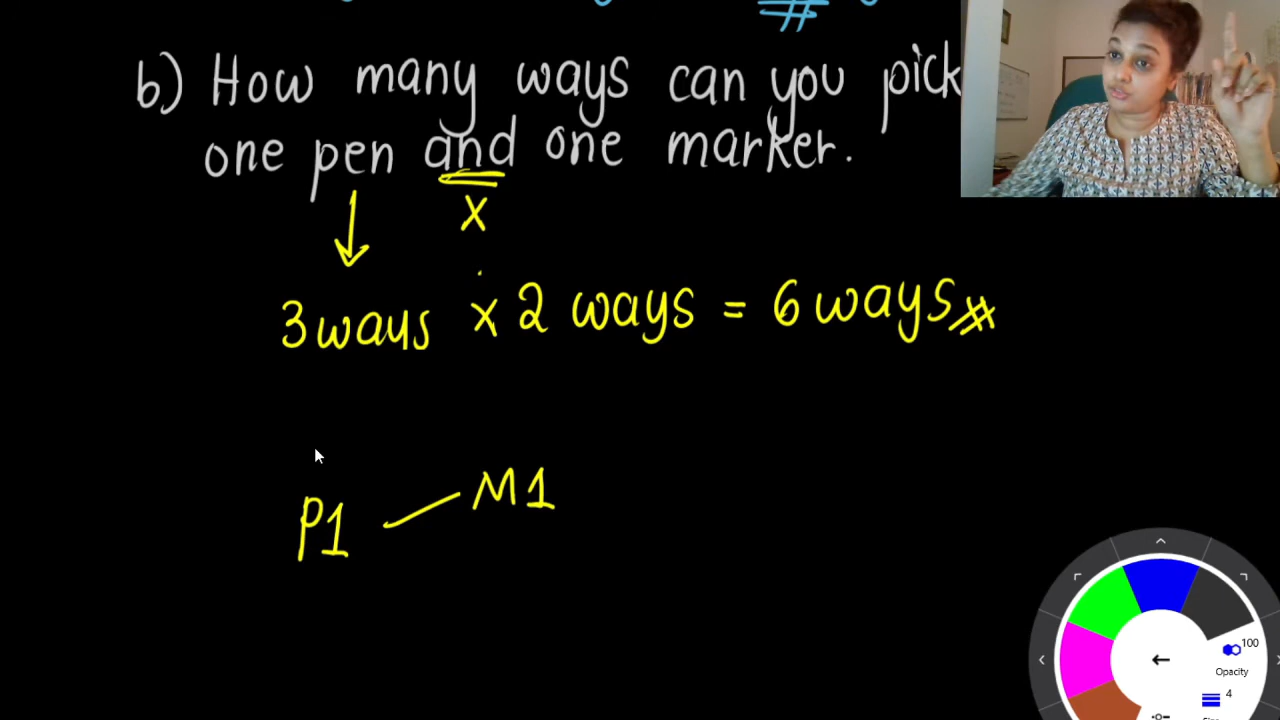 b) How many ways can you pick
one pen and one marker.
x
3 ways x 2 ways = 6 ways
P1 M1
100
Opacity
4